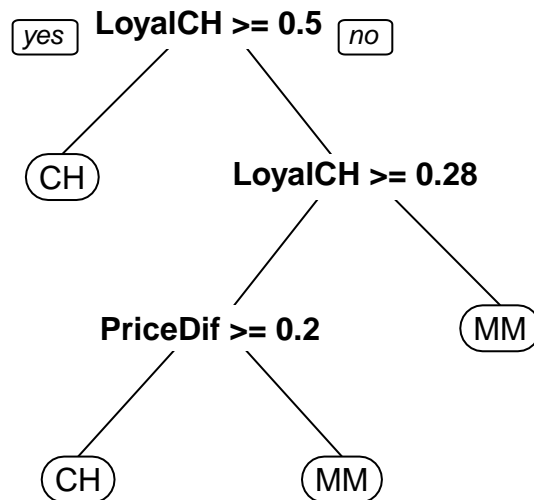 yes LoyalCH >= 0.5 no
CH
LoyalCH >= 0.28
PriceDif >= 0.2
MM
CH
MM